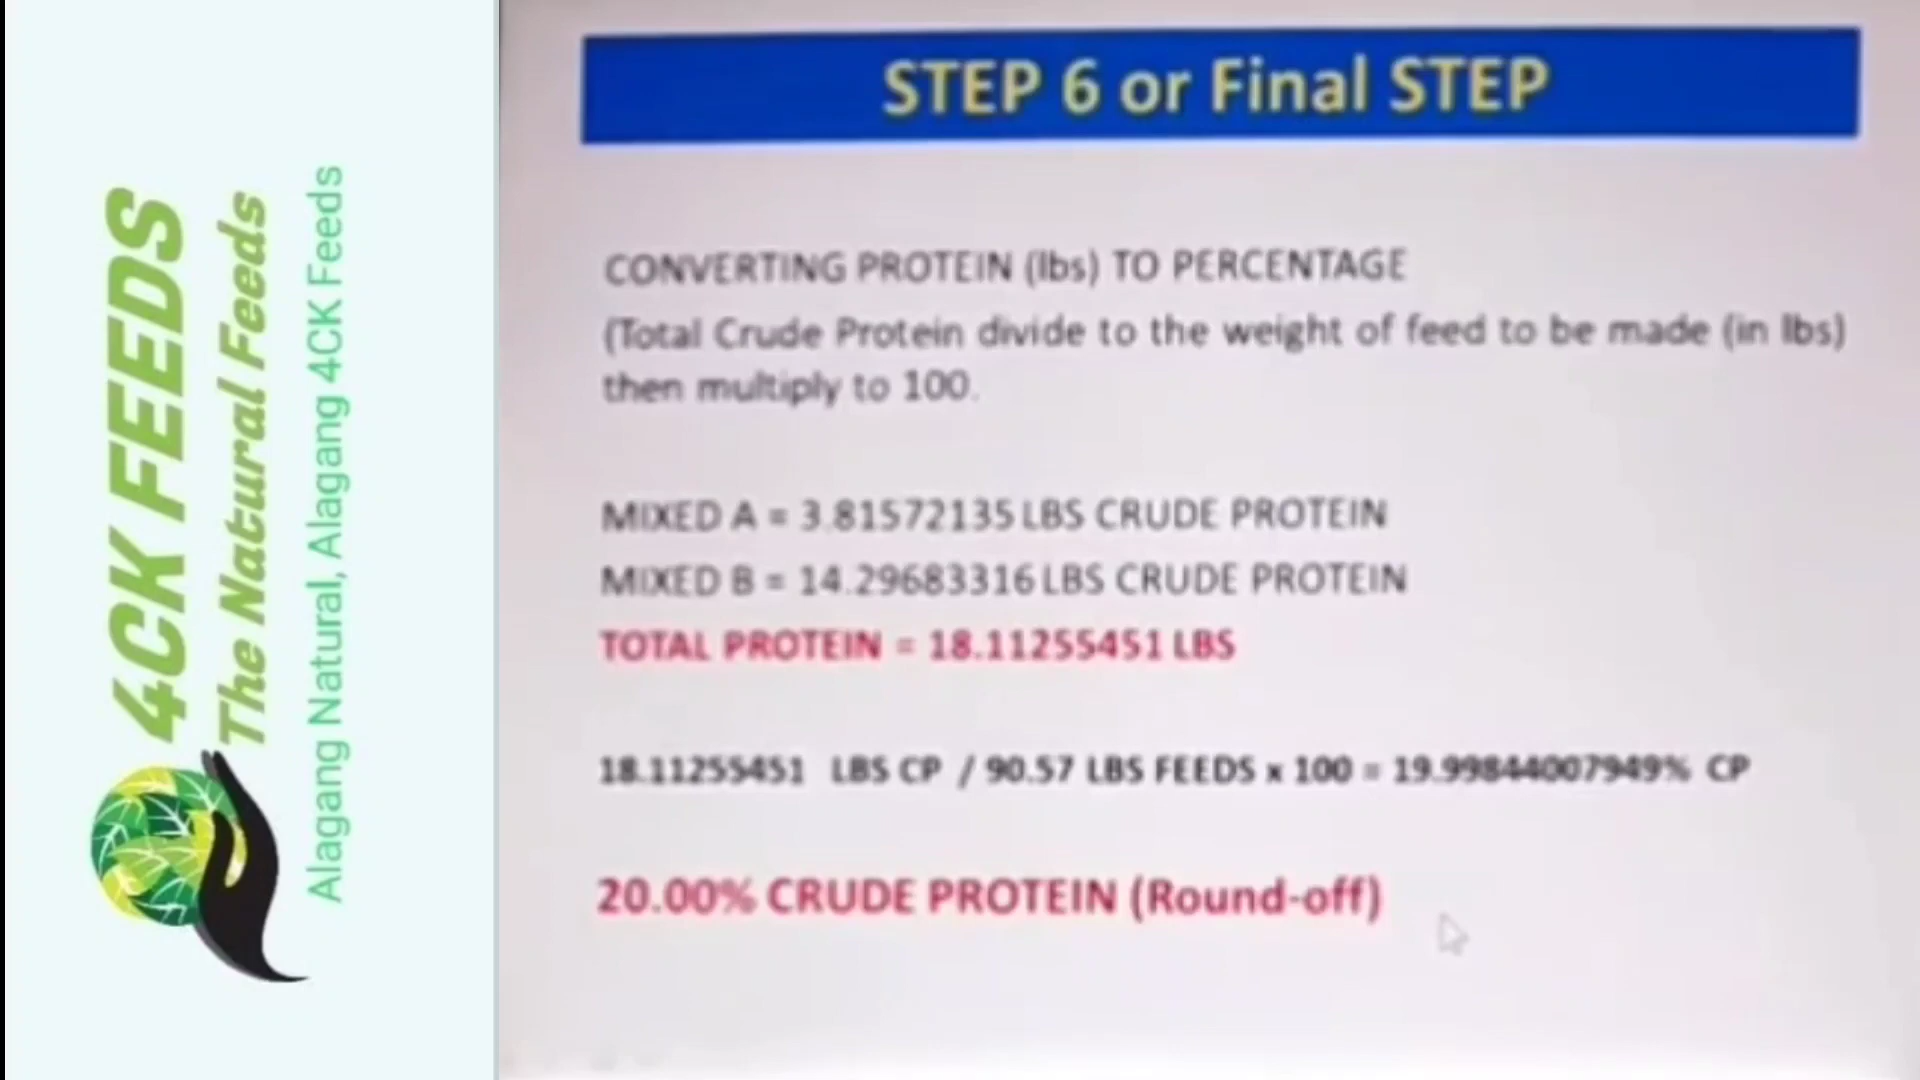 4CK FEEDS
The Natural Feeds
Alagang Natural, Alagang 4CK Feeds
STEP 6 or Final STEP
CONVERTING PROTEIN (lbs) TO PERCENTAGE
(Total Crude Protein divide to the weight of feed to be made (in lbs)
then multiply to 100.
MIXED A = 3.81572135 LBS CRUDE PROTEIN
MIXED B = 14.29683316 LBS CRUDE PROTEIN
TOTAL PROTEIN = 18.11255451 LBS
18.11255451 LBS CP / 90.57 LBS FEEDS x 100 = 19.99844007949% CP
20.00% CRUDE PROTEIN (Round-off)